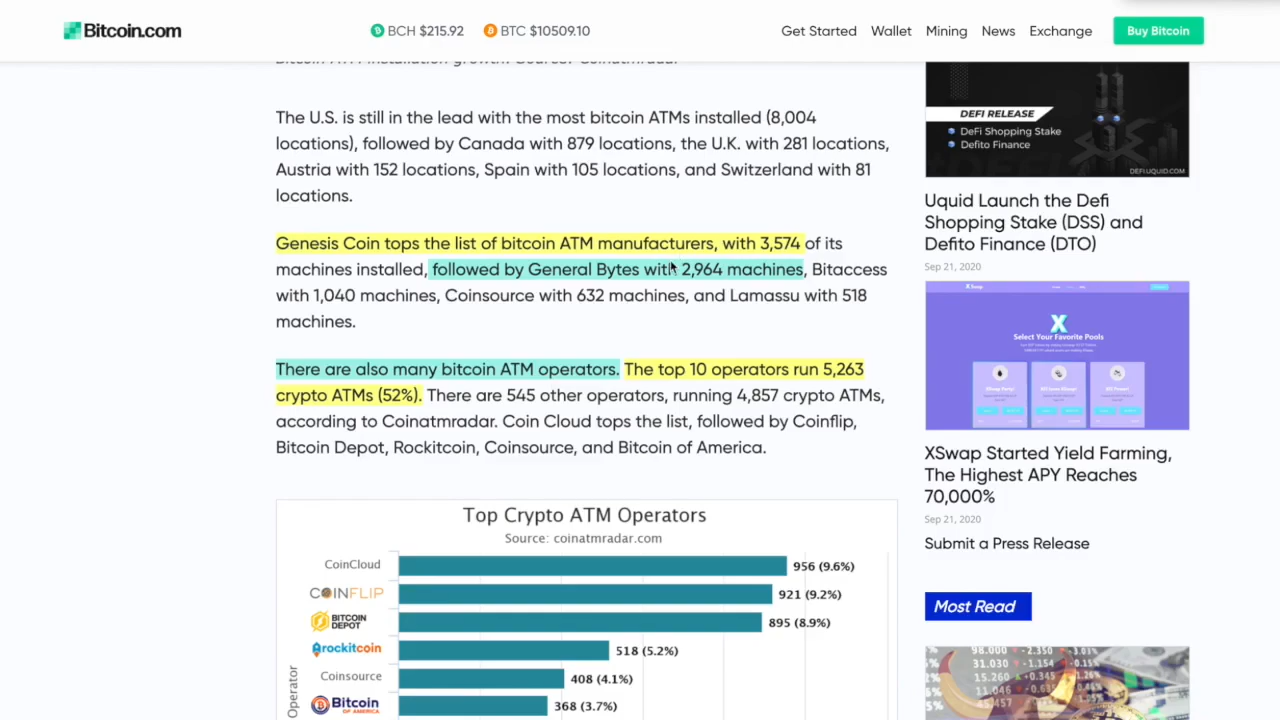 Bitcoin.com
BCH $215.92
BTC $10509.10
Get Started
Wallet
Mining
News
Exchange
Buy Bitcoin
The U.S. is still in the lead with the most bitcoin ATMs installed (8,004
locations), followed by Canada with 879 locations, the U.K. with 281 locations,
Austria with 152 locations, Spain with 105 locations, and Switzerland with 81
locations.
Genesis Coin tops the list of bitcoin ATM manufacturers, with 3,574 of its
machines installed, followed by General Bytes with 2,964 machines, Bitaccess
with 1,040 machines, Coinsource with 632 machines, and Lamassu with 518
machines.
There are also many bitcoin ATM operators. The top 10 operators run 5,263
crypto ATMs (52%). There are 545 other operators, running 4,857 crypto ATMs,
according to Coinatmradar. Coin Cloud tops the list, followed by Coinflip,
Bitcoin Depot, Rockitcoin, Coinsource, and Bitcoin of America.
Top Crypto ATM Operators
Source: coinatmradar.com
CoinCloud
956 (9.6%)
COINFLIP
921 (9.2%)
BITCOIN
DEPOT
895 (8.9%)
rockitcoin
518 (5.2%)
Coinsource
408 (4.1%)
Bitcoin
OF AMERICA
368 (3.7%)
Operator
DEFI RELEASE
DeFi Shopping Stake
Defito Finance
DEFI.UQUID.COM
Uquid Launch the Defi
Shopping Stake (DSS) and
Defito Finance (DTO)
Sep 21, 2020
X
Select Your Favorite Pools
XSwap Started Yield Farming,
The Highest APY Reaches
70,000%
Sep 21, 2020
Submit a Press Release
Most Read